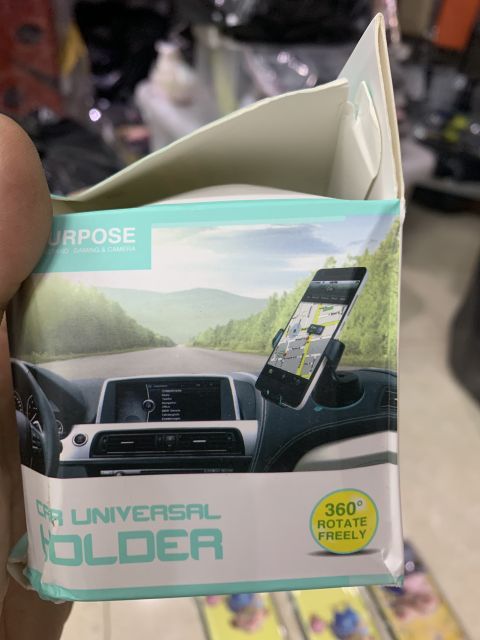 URPOSE
GAMING & CAMERA
CAR UNIVERSAL
HOLDER
360°
ROTATE
FREELY